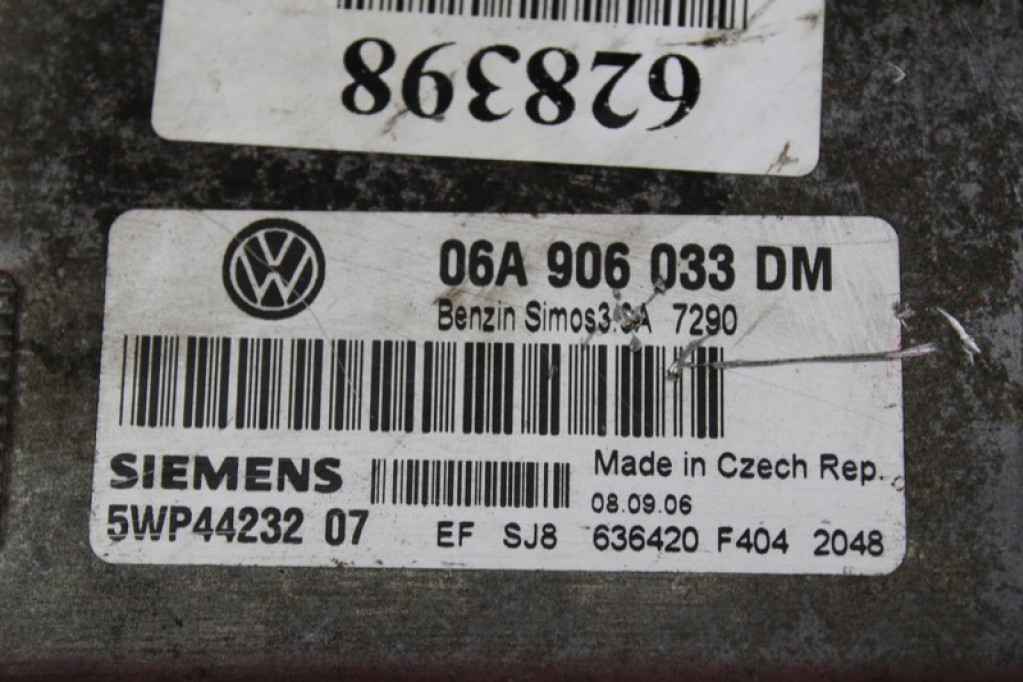 628398
06A 906 033 DM
Benzin 7290
SIEMENS
Made in Czech Rep.
08.09.06
5WP44232 07
EF SJ8 636420 F404 2048